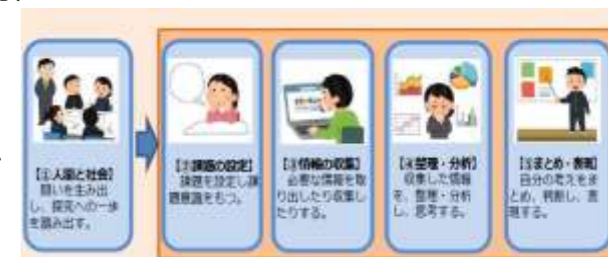 【①人間と社会】
問いを生み出
し、探究への一歩
を踏み出す。
【②課題の設定】
課題を設定し課
題意識をもつ。
【③情報の収集】
必要な情報を取
り出したり収集し
たりする。
【④整理・分析】
収集した情報
を、整理・分析
し、思考する。
【⑤まとめ・表現】
自分の考えをま
とめ、判断し、表
現する。